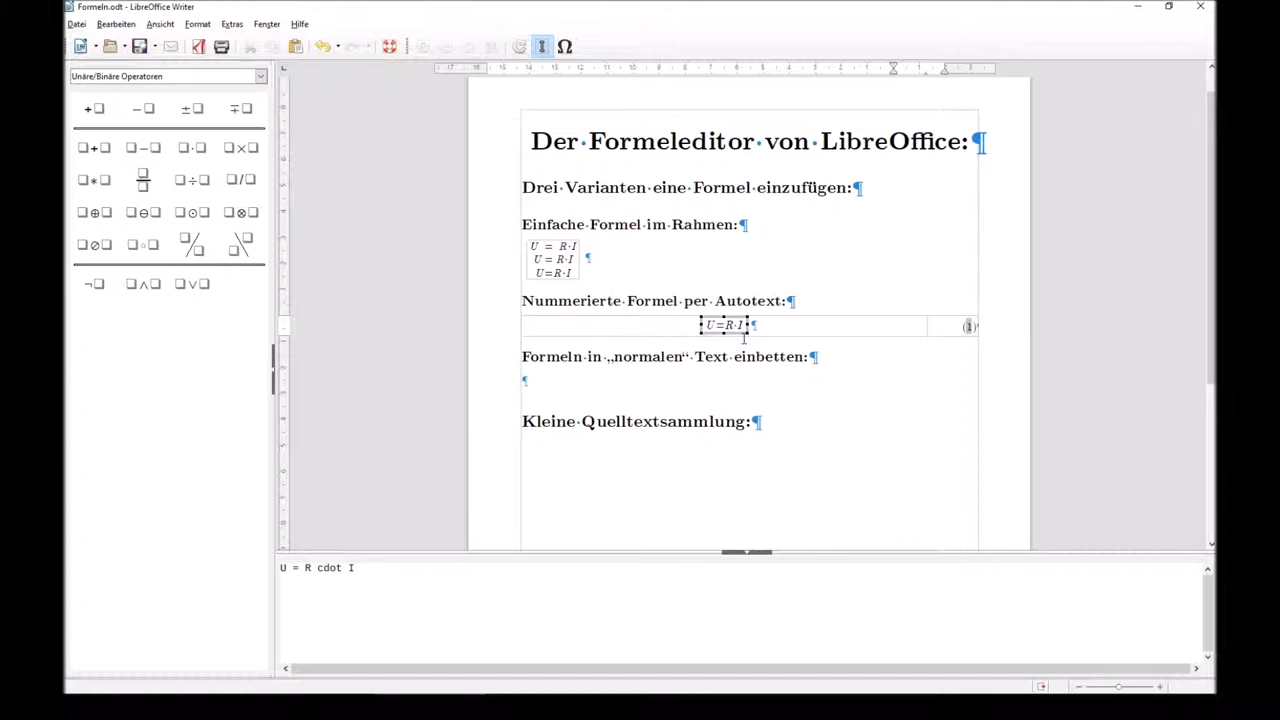 Formeln.odt - LibreOffice Writer
Datei Bearbeiten Ansicht Format Extras Fenster Hilfe
Unäre/Binäre Operatoren
Der Formeleditor von LibreOffice:¶
Drei Varianten eine Formel einzufügen:¶
Einfache Formel im Rahmen:¶
U = R·I
U = R·I ¶
U=R·I
Nummerierte Formel per Autotext:¶
U=R·I ¶ (1)
Formeln in „normalen“ Text einbetten:¶
¶
Kleine Quelltextsammlung:¶
U = R cdot I